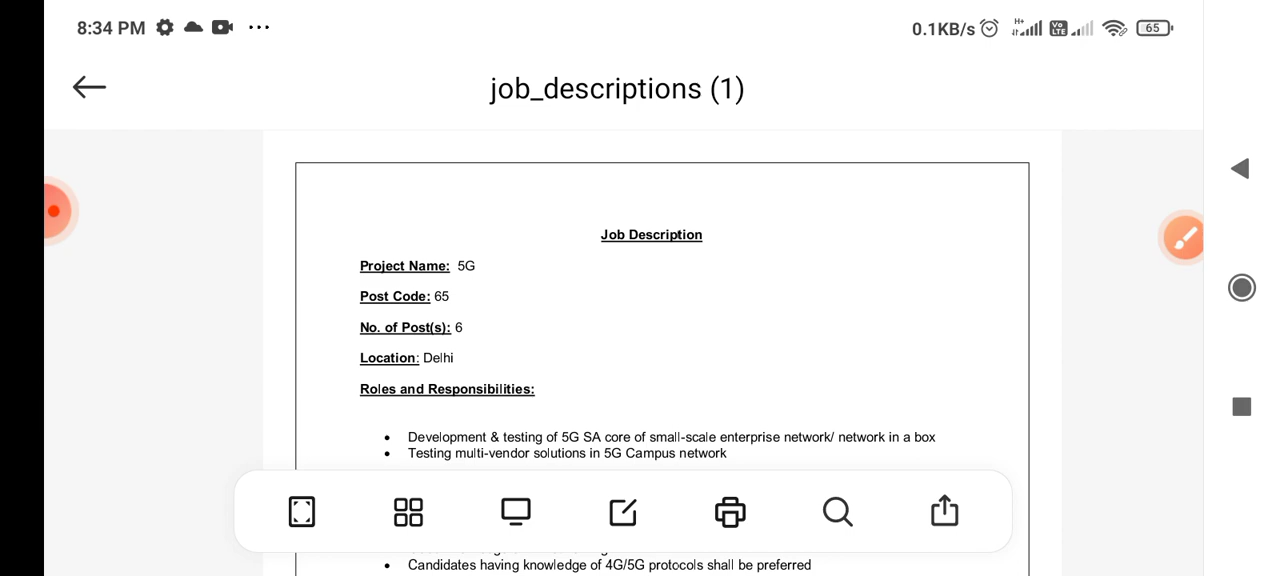 8:34 PM ... 0.1KB/s H+ Vo LTE 65
job_descriptions (1)
Job Description
Project Name: 5G
Post Code: 65
No. of Post(s): 6
Location: Delhi
Roles and Responsibilities:
• Development & testing of 5G SA core of small-scale enterprise network/ network in a box
• Testing multi-vendor solutions in 5G Campus network
• Candidates having knowledge of 4G/5G protocols shall be preferred